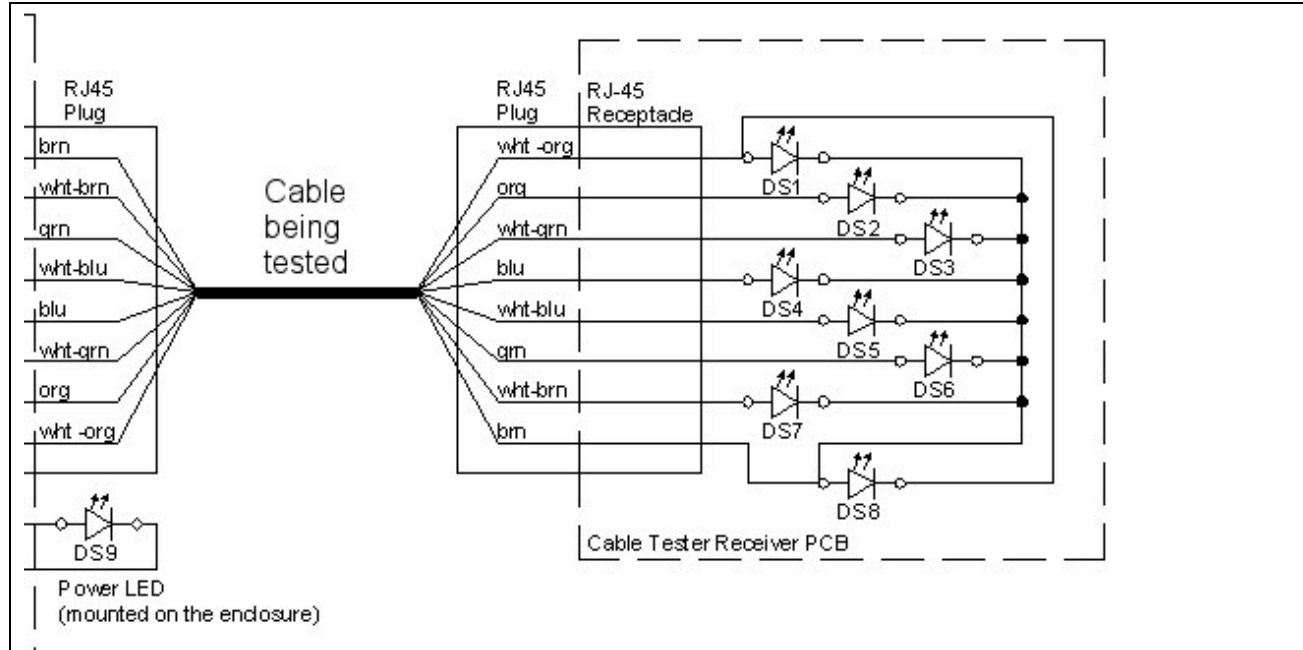 RJ45
Plug
brn
wht-brn
grn
wht-blu
blu
wht-grn
org
wht -org
Cable
being
tested
RJ45
Plug
RJ-45
Receptacle
wht -org
org
wht-grn
blu
wht-blu
grn
wht-brn
brn
DS1
DS2
DS3
DS4
DS5
DS6
DS7
DS8
Cable Tester Receiver PCB
DS9
Power LED
(mounted on the enclosure)